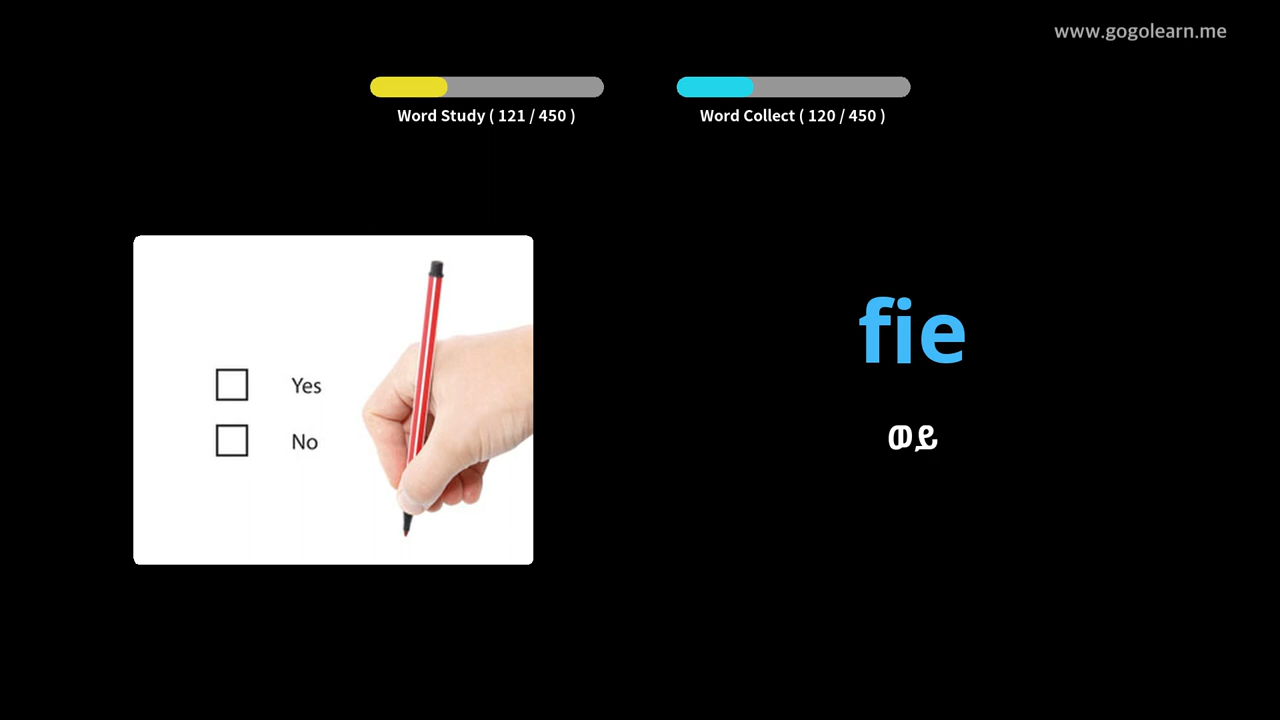 www.gogolearn.me
Word Study ( 121 / 450 )
Word Collect ( 120 / 450 )
Yes
No
fie
ወይ